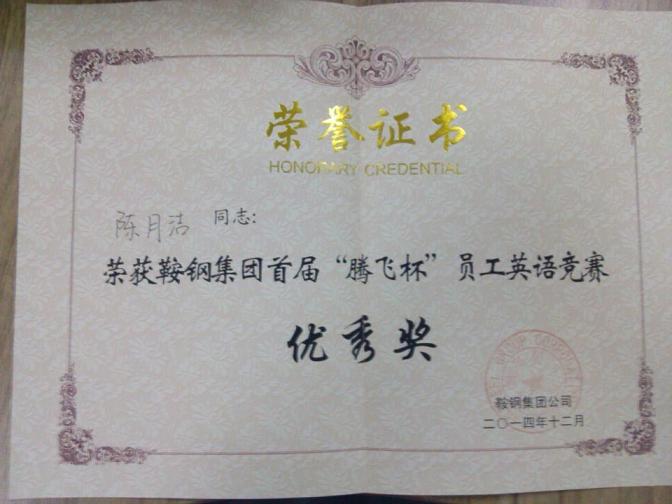 荣誉证书
HONORARY CREDENTIAL
陈月洁 同志：
荣获鞍钢集团首届“腾飞杯”员工英语竞赛
优秀奖
鞍钢集团公司
二〇一四年十二月